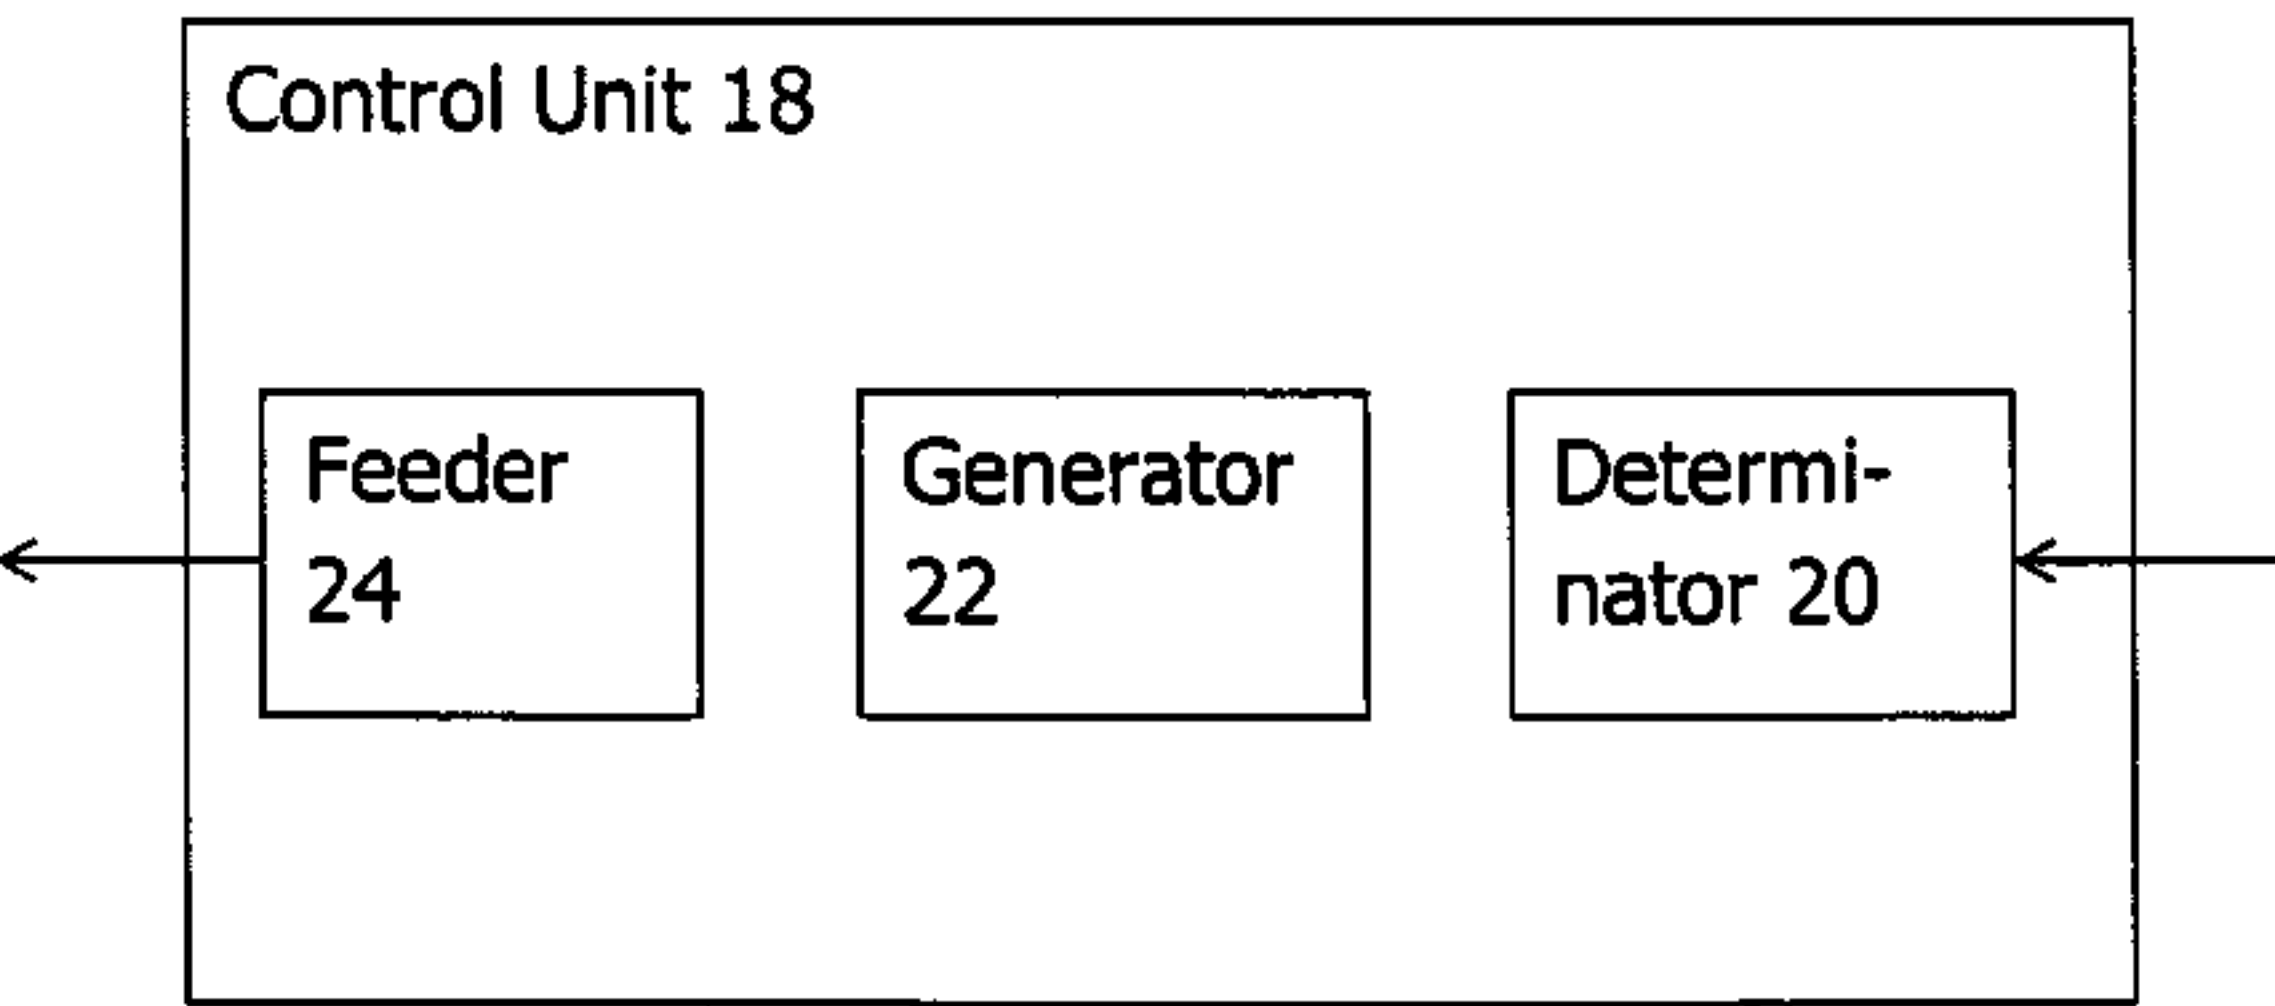 Control Unit 18
Feeder
24
Generator
22
Determi-
nator 20